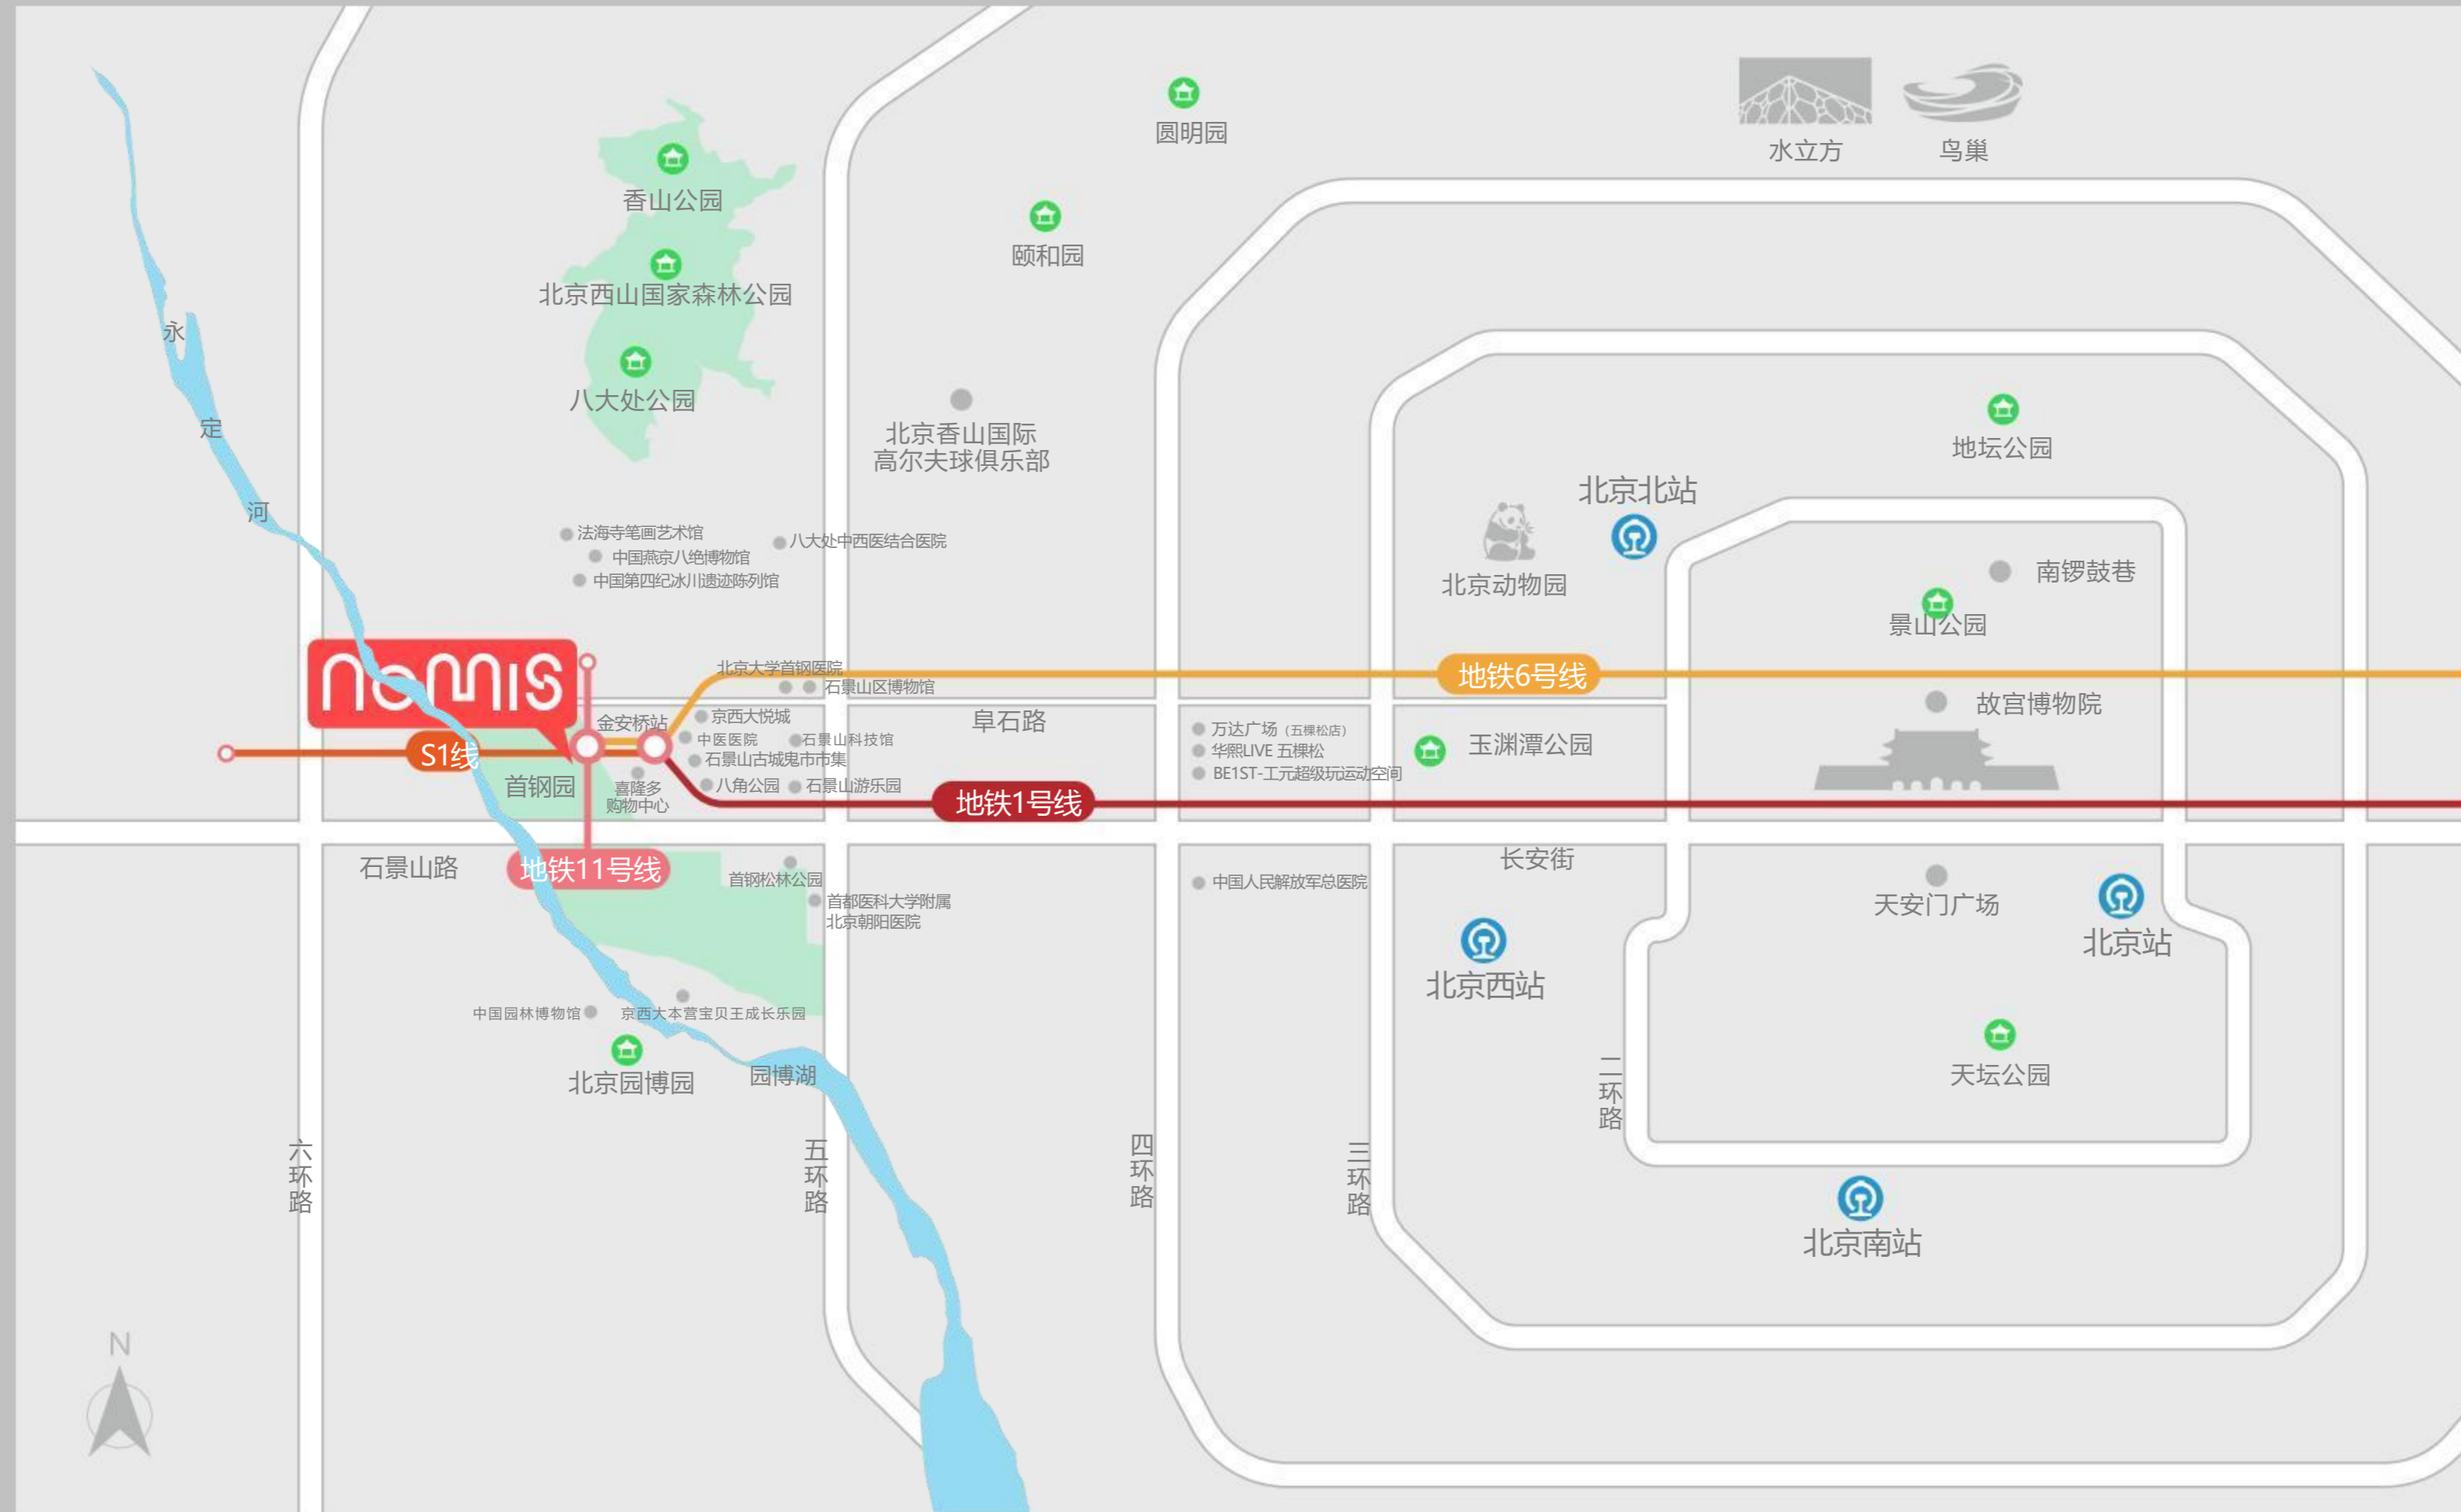 圆明园
水立方
鸟巢
香山公园
颐和园
北京西山国家森林公园
八大处公园
永
定
河
北京香山国际
高尔夫球俱乐部
地坛公园
北京北站
法海寺笔画艺术馆
八大处中西医结合医院
中国燕京八绝博物馆
中国第四纪冰川遗迹陈列馆
北京动物园
南锣鼓巷
景山公园
nomis
北京大学首钢医院
石景山区博物馆
地铁6号线
故宫博物院
金安桥站
京西大悦城
阜石路
中医医院
石景山科技馆
万达广场（五棵松店）
华熙LIVE 五棵松
BE1ST-工元超级玩运动空间
玉渊潭公园
S1线
石景山古城鬼市市集
首钢园
喜隆多
购物中心
八角公园
石景山游乐园
地铁1号线
石景山路
地铁11号线
首钢松林公园
首都医科大学附属
北京朝阳医院
中国人民解放军总医院
长安街
天安门广场
北京站
北京西站
中国园林博物馆
京西大本营宝贝王成长乐园
北京园博园
园博湖
天坛公园
二环路
六环路
五环路
四环路
三环路
北京南站
N